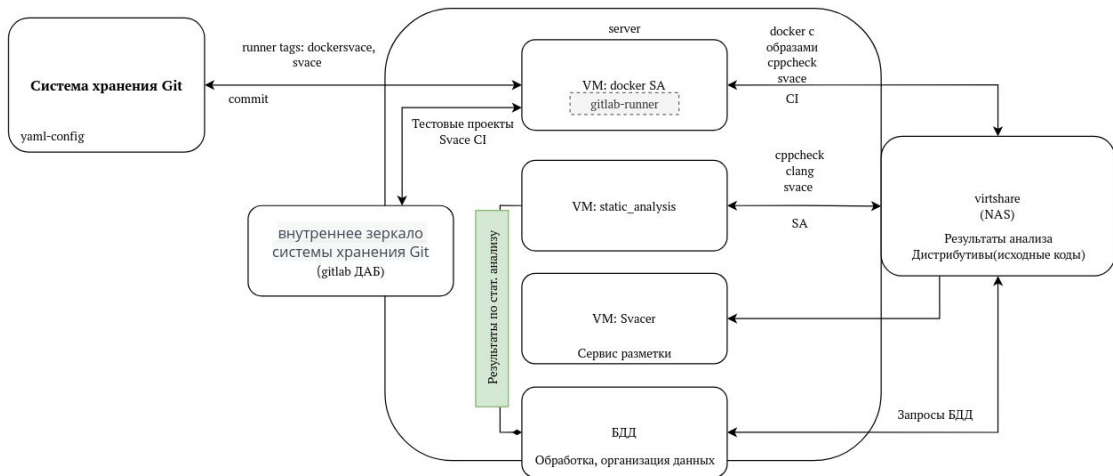 Система хранения Git
yaml-config
runner tags: dockersvace,
svace
commit
Тестовые проекты
Svace CI
внутреннее зеркало
системы хранения Git
(gitlab ДАБ)
server
VM: docker SA
gitlab-runner
docker с
образами
cppcheck
svace
CI
VM: static_analysis
cppcheck
clang
svace
SA
Результаты по стат. анализу
VM: Svacer
Сервис разметки
БДД
Обработка, организация данных
virtshare
(NAS)
Результаты анализа
Дистрибутивы(исходные коды)
Запросы БДД